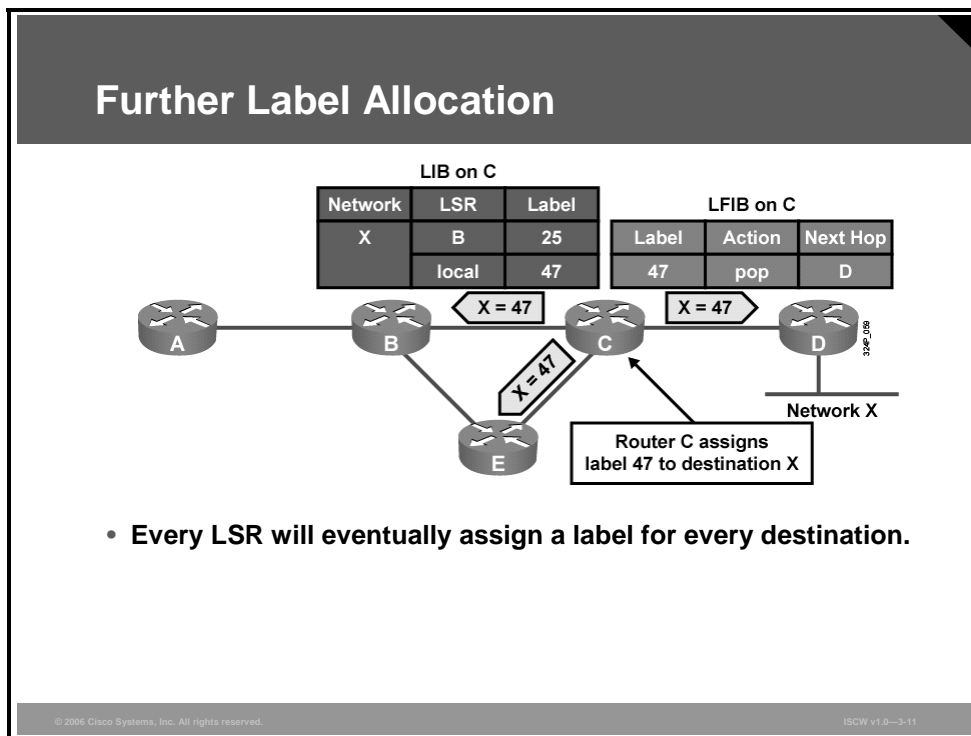 Further Label Allocation
LIB on C
Network LSR Label
X B 25
local 47
LFIB on C
Label Action Next Hop
47 pop D
X = 47
X = 47
X = 47
A
B
C
D
E
324P_059
Network X
Router C assigns
label 47 to destination X
• Every LSR will eventually assign a label for every destination.
© 2006 Cisco Systems, Inc. All rights reserved.
ISCW v1.0—3-11